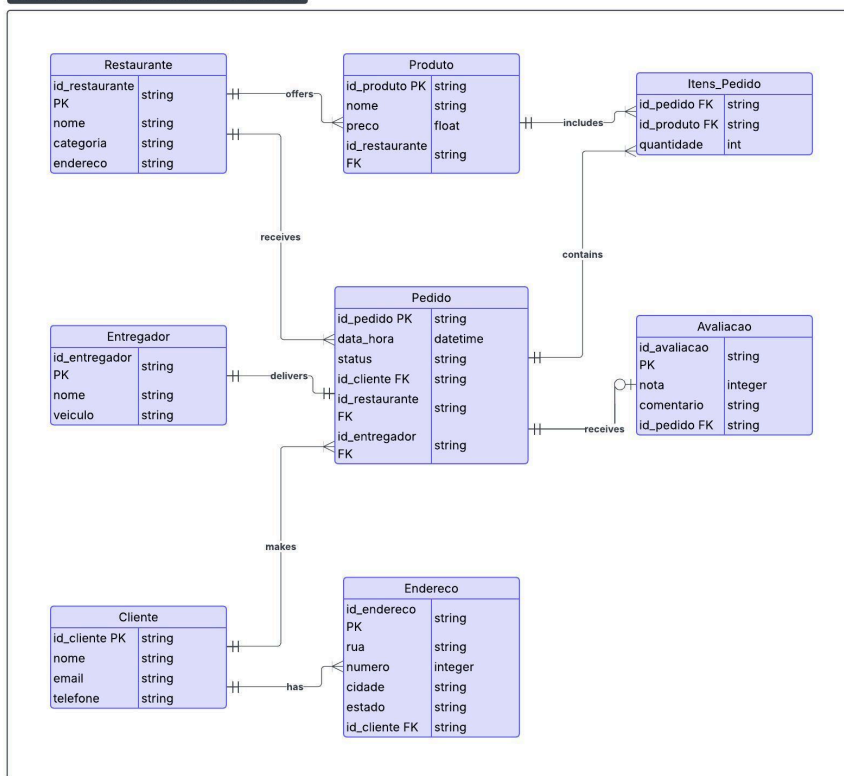 Restaurante
id_restaurante string
PK
nome string
categoria string
endereco string
offers
Produto
id_produto PK string
nome string
preco float
id_restaurante string
FK
includes
Itens_Pedido
id_pedido FK string
id_produto FK string
quantidade int
receives
contains
Pedido
id_pedido PK string
data_hora datetime
status string
id_cliente FK string
id_restaurante string
FK
id_entregador string
FK
Entregador
id_entregador string
PK
nome string
veiculo string
delivers
Avaliacao
id_avaliacao string
PK
nota integer
comentario string
id_pedido FK string
receives
makes
Cliente
id_cliente PK string
nome string
email string
telefone string
has
Endereco
id_endereco string
PK
rua string
numero integer
cidade string
estado string
id_cliente FK string